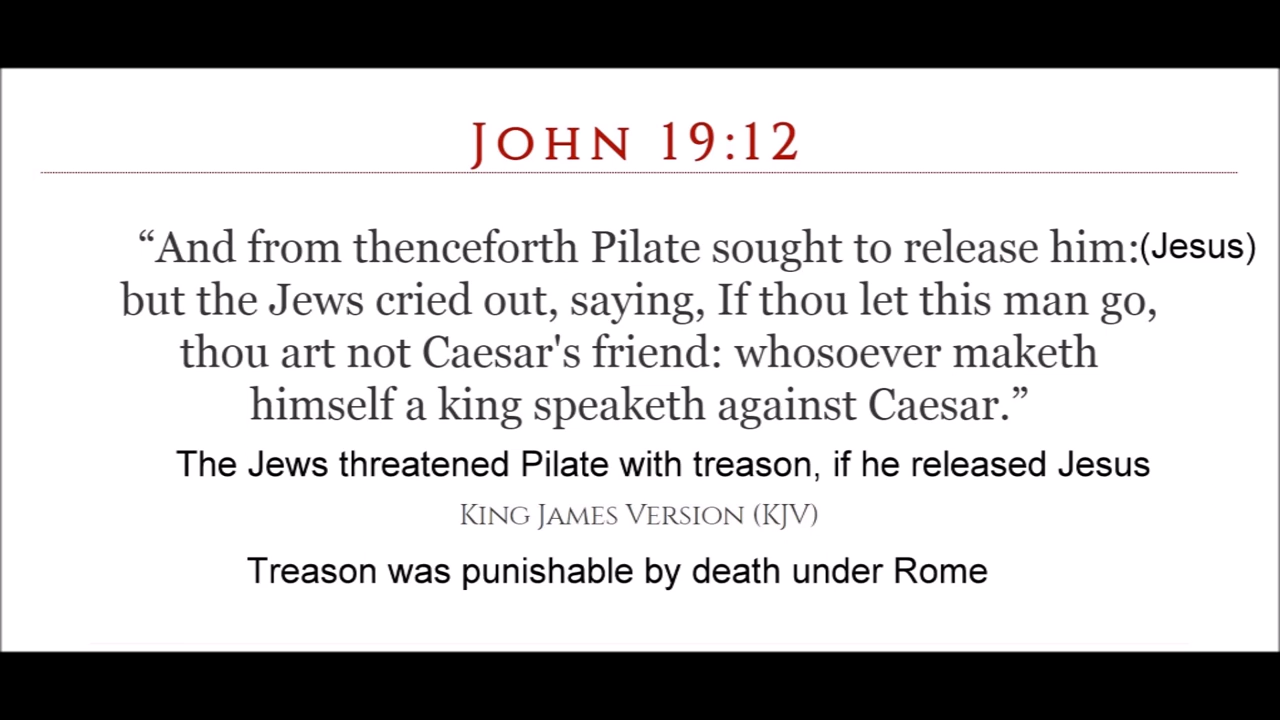 John 19:12
“And from thenceforth Pilate sought to release him:(Jesus)
but the Jews cried out, saying, If thou let this man go,
thou art not Caesar's friend: whosoever maketh
himself a king speaketh against Caesar.”
The Jews threatened Pilate with treason, if he released Jesus
King James Version (KJV)
Treason was punishable by death under Rome